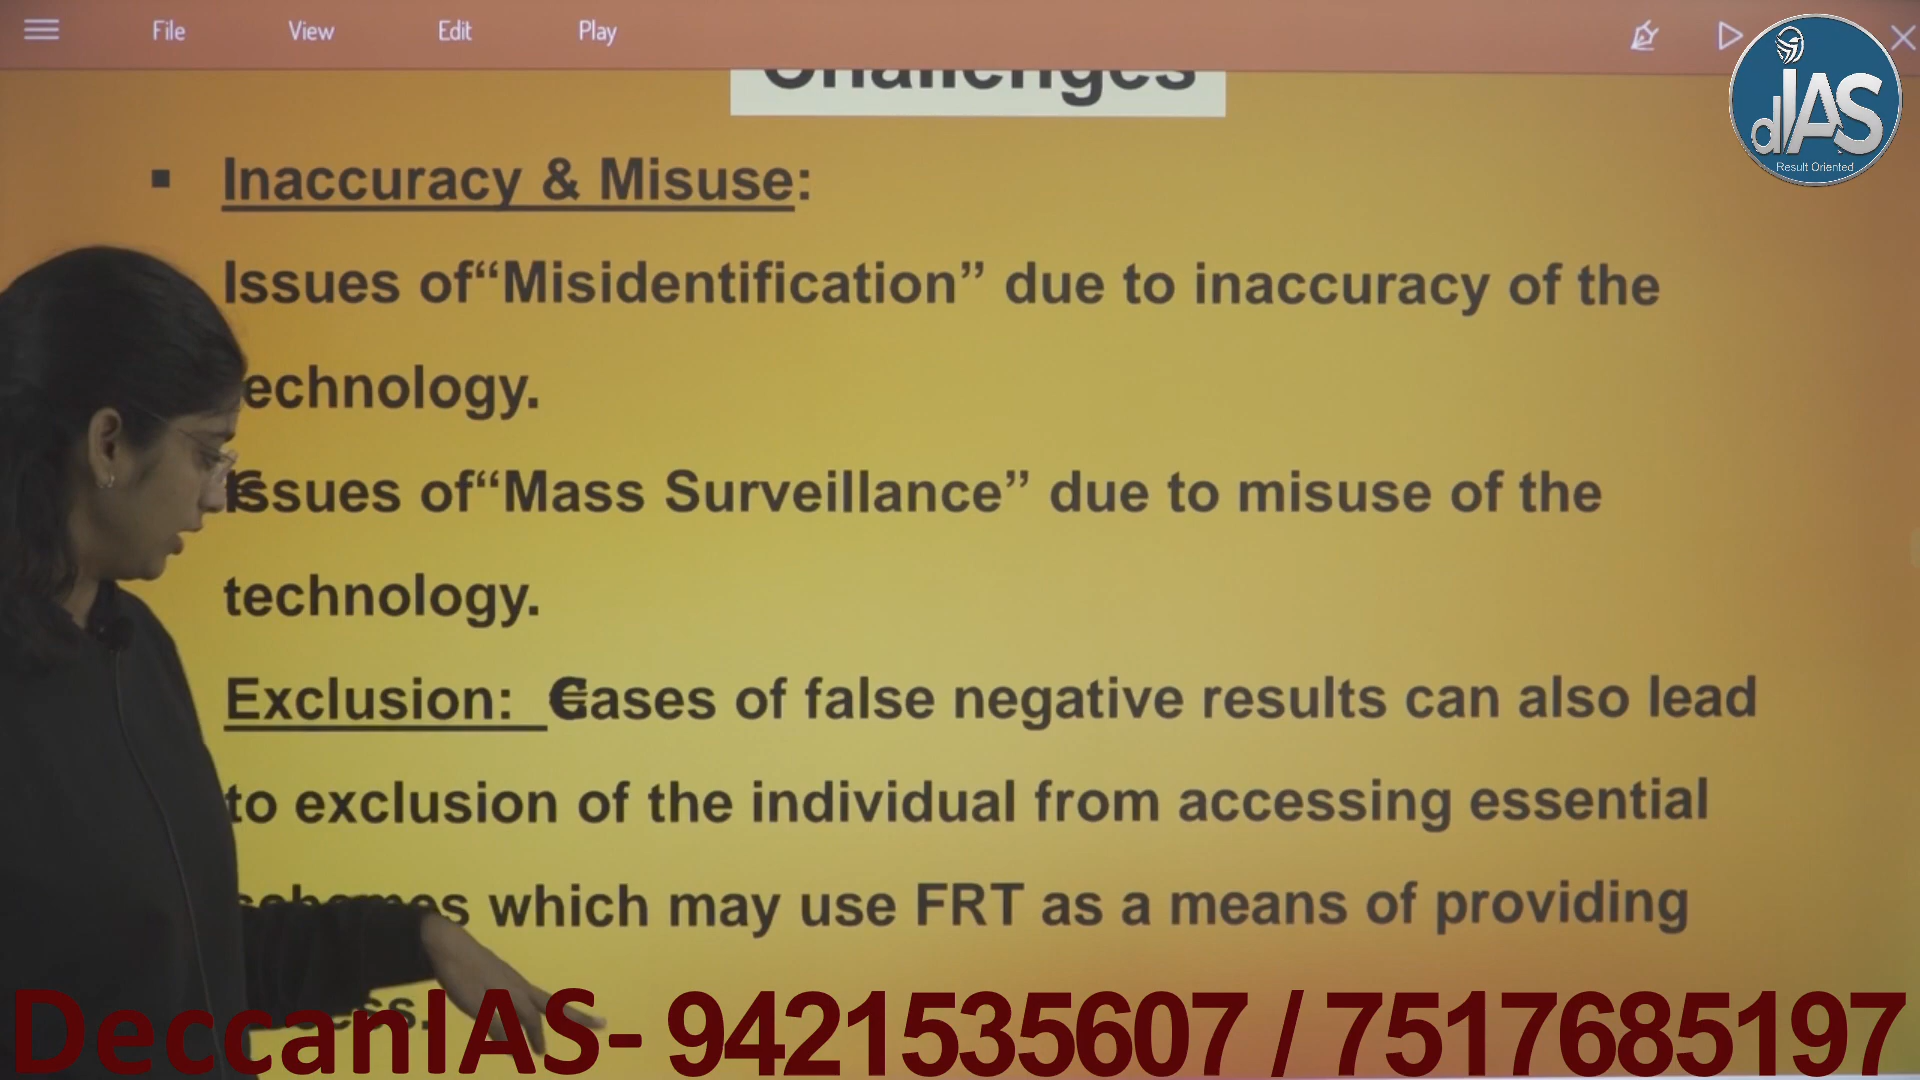 File View Edit Play
Challenges
dIAS
Result Oriented
▪ Inaccuracy & Misuse:
Issues of“Misidentification” due to inaccuracy of the
technology.
Issues of“Mass Surveillance” due to misuse of the
technology.
Exclusion: Cases of false negative results can also lead
to exclusion of the individual from accessing essential
schemes which may use FRT as a means of providing
DeccanIAS- 9421535607 / 7517685197